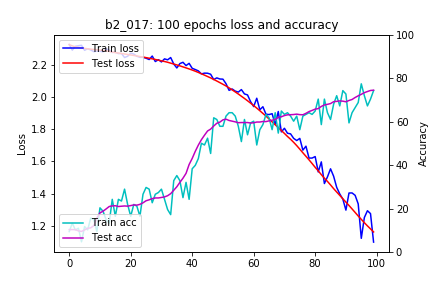 b2_017: 100 epochs loss and accuracy
Train loss
Test loss
Train acc
Test acc
Loss
2.2
2.0
1.8
1.6
1.4
1.2
Accuracy
100
80
60
40
20
0
0 20 40 60 80 100